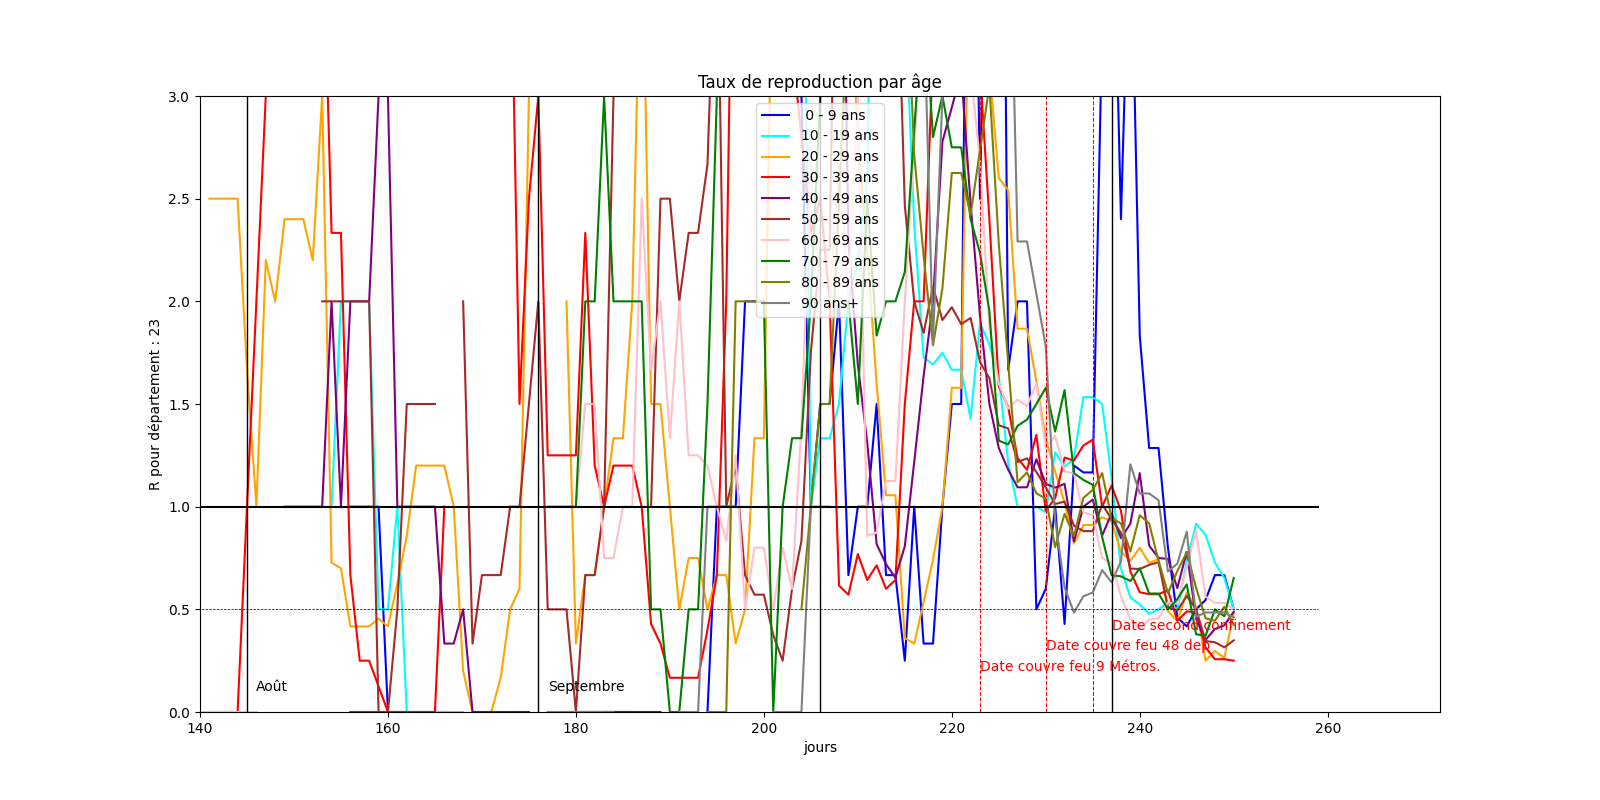 Taux de reproduction par âge
3.0
2.5
2.0
1.5
1.0
0.5
0.0
R pour département : 23
0 - 9 ans
10 - 19 ans
20 - 29 ans
30 - 39 ans
40 - 49 ans
50 - 59 ans
60 - 69 ans
70 - 79 ans
80 - 89 ans
90 ans+
Date second confinement
Date couvre feu 48 dep
Date couvre feu 9 Métros.
Août
Septembre
140
160
180
200
220
240
260
jours